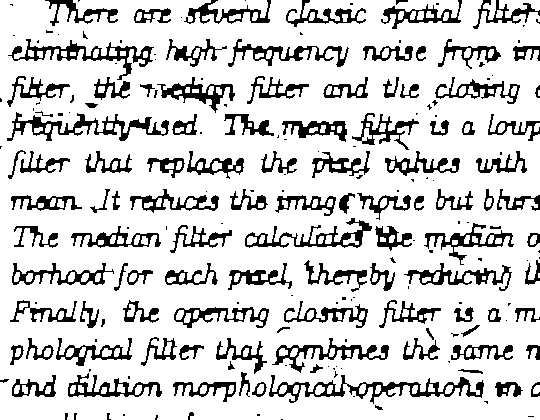 There are several classic spatial filters
eliminating high frequency noise from im
filter, the median filter and the closing
frequently used. The mean filter is a lowp
filter that replaces the pixel values with
mean. It reduces the image noise but blurs
The median filter calculates the median o
borhood for each pixel, thereby reducing th
Finally, the opening closing filter is a m
phological filter that combines the same n
and dilation morphological operations in